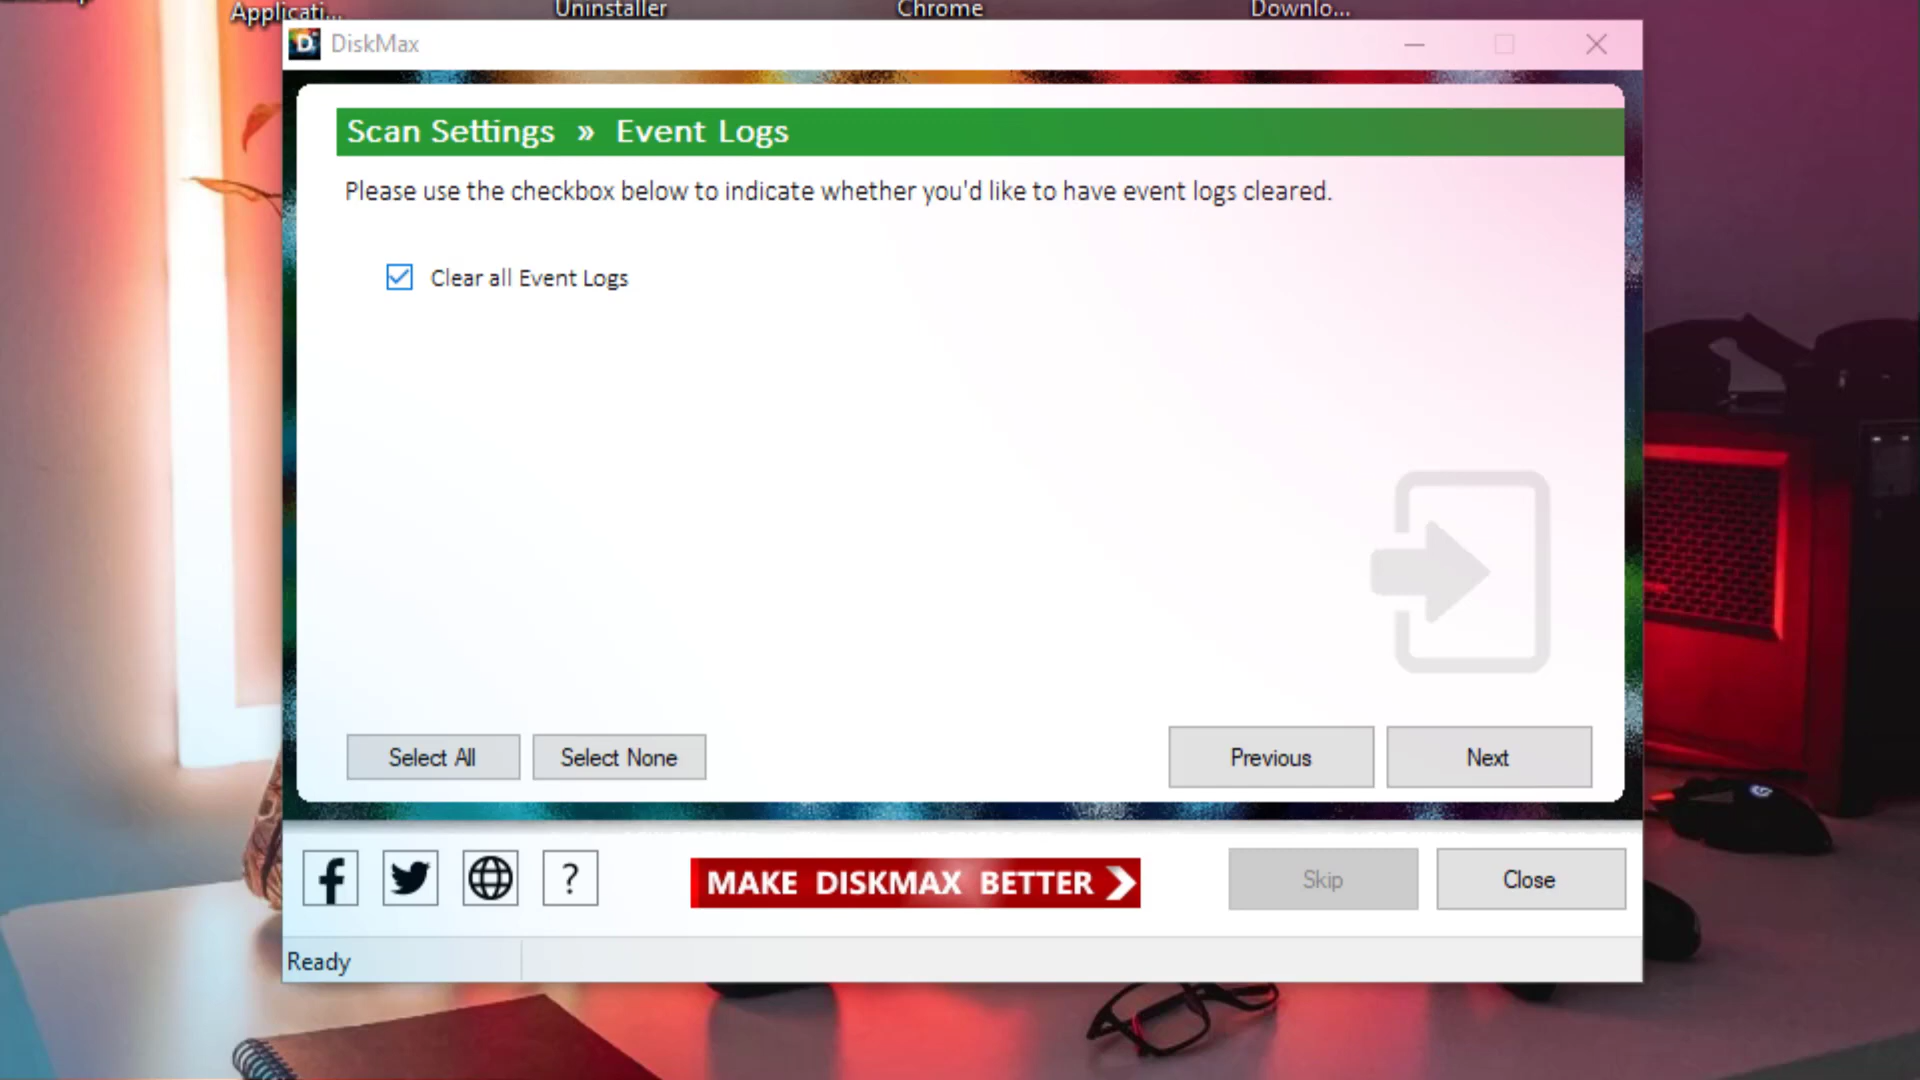 Applicati...
Uninstaller
Chrome
Downlo...
DiskMax
Scan Settings » Event Logs
Please use the checkbox below to indicate whether you'd like to have event logs cleared.
Clear all Event Logs
Select All
Select None
Previous
Next
?
MAKE DISKMAX BETTER
Skip
Close
Ready